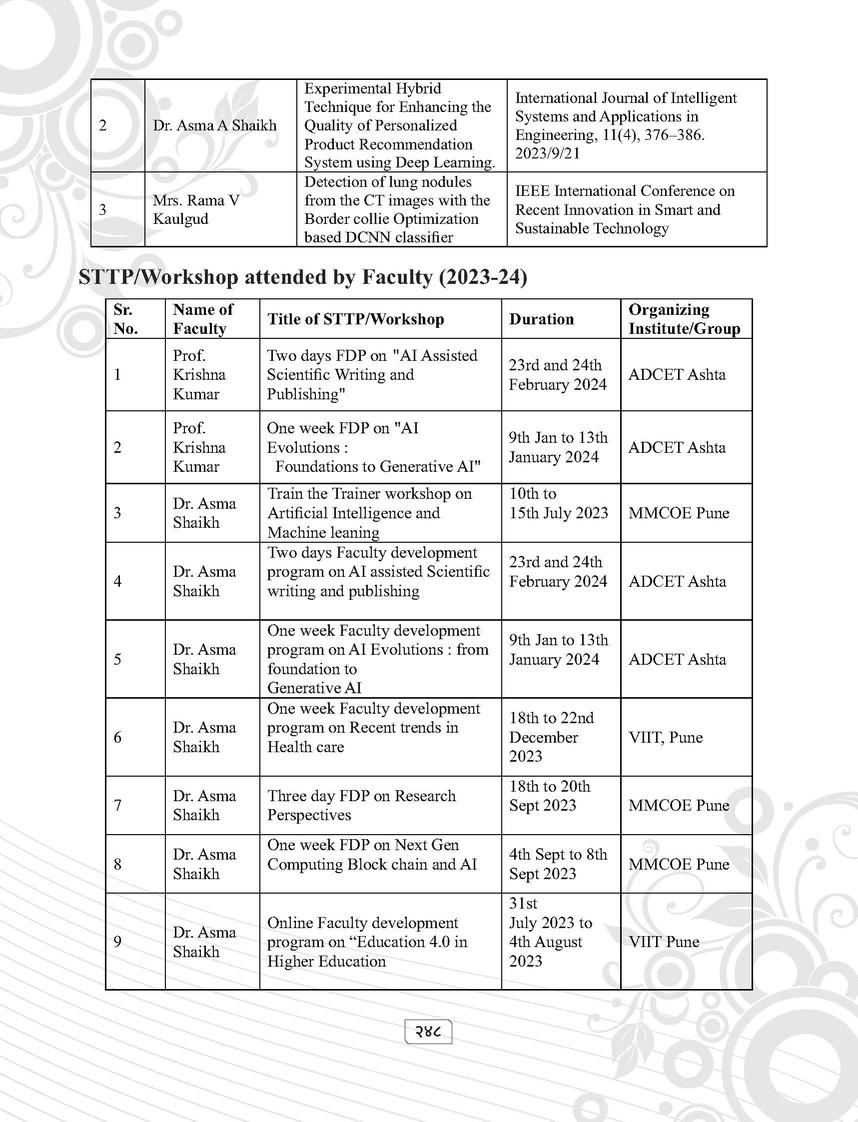 2
Dr. Asma A Shaikh
Experimental Hybrid
Technique for Enhancing the
Quality of Personalized
Product Recommendation
System using Deep Learning.
International Journal of Intelligent
Systems and Applications in
Engineering, 11(4), 376–386.
2023/9/21
3
Mrs. Rama V
Kaulgud
Detection of lung nodules
from the CT images with the
Border collie Optimization
based DCNN classifier
IEEE International Conference on
Recent Innovation in Smart and
Sustainable Technology
STTP/Workshop attended by Faculty (2023-24)
Sr.
No.
Name of
Faculty
Title of STTP/Workshop
Duration
Organizing
Institute/Group
1
Prof.
Krishna
Kumar
Two days FDP on "AI Assisted
Scientific Writing and
Publishing"
23rd and 24th
February 2024
ADCET Ashta
2
Prof.
Krishna
Kumar
One week FDP on "AI
Evolutions :
Foundations to Generative AI"
9th Jan to 13th
January 2024
ADCET Ashta
3
Dr. Asma
Shaikh
Train the Trainer workshop on
Artificial Intelligence and
Machine leaning
10th to
15th July 2023
MMCOE Pune
4
Dr. Asma
Shaikh
Two days Faculty development
program on AI assisted Scientific
writing and publishing
23rd and 24th
February 2024
ADCET Ashta
5
Dr. Asma
Shaikh
One week Faculty development
program on AI Evolutions : from
foundation to
Generative AI
9th Jan to 13th
January 2024
ADCET Ashta
6
Dr. Asma
Shaikh
One week Faculty development
program on Recent trends in
Health care
18th to 22nd
December
2023
VIIT, Pune
7
Dr. Asma
Shaikh
Three day FDP on Research
Perspectives
18th to 20th
Sept 2023
MMCOE Pune
8
Dr. Asma
Shaikh
One week FDP on Next Gen
Computing Block chain and AI
4th Sept to 8th
Sept 2023
MMCOE Pune
9
Dr. Asma
Shaikh
Online Faculty development
program on “Education 4.0 in
Higher Education
31st
July 2023 to
4th August
2023
VIIT Pune
२४८